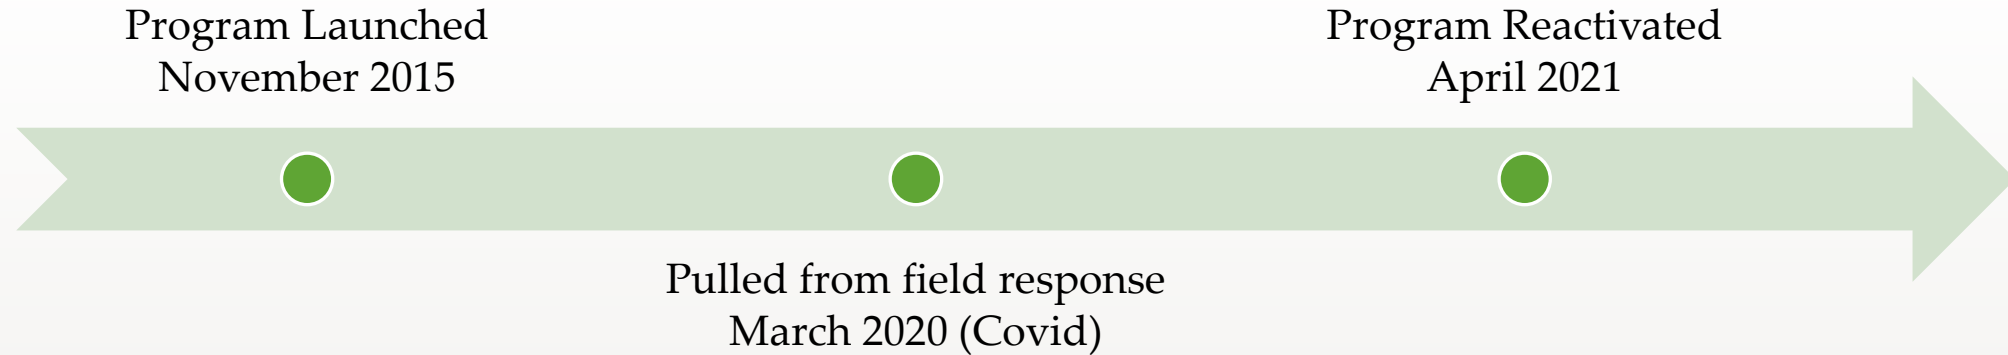 Program Launched
November 2015
Pulled from field response
March 2020 (Covid)
Program Reactivated
April 2021